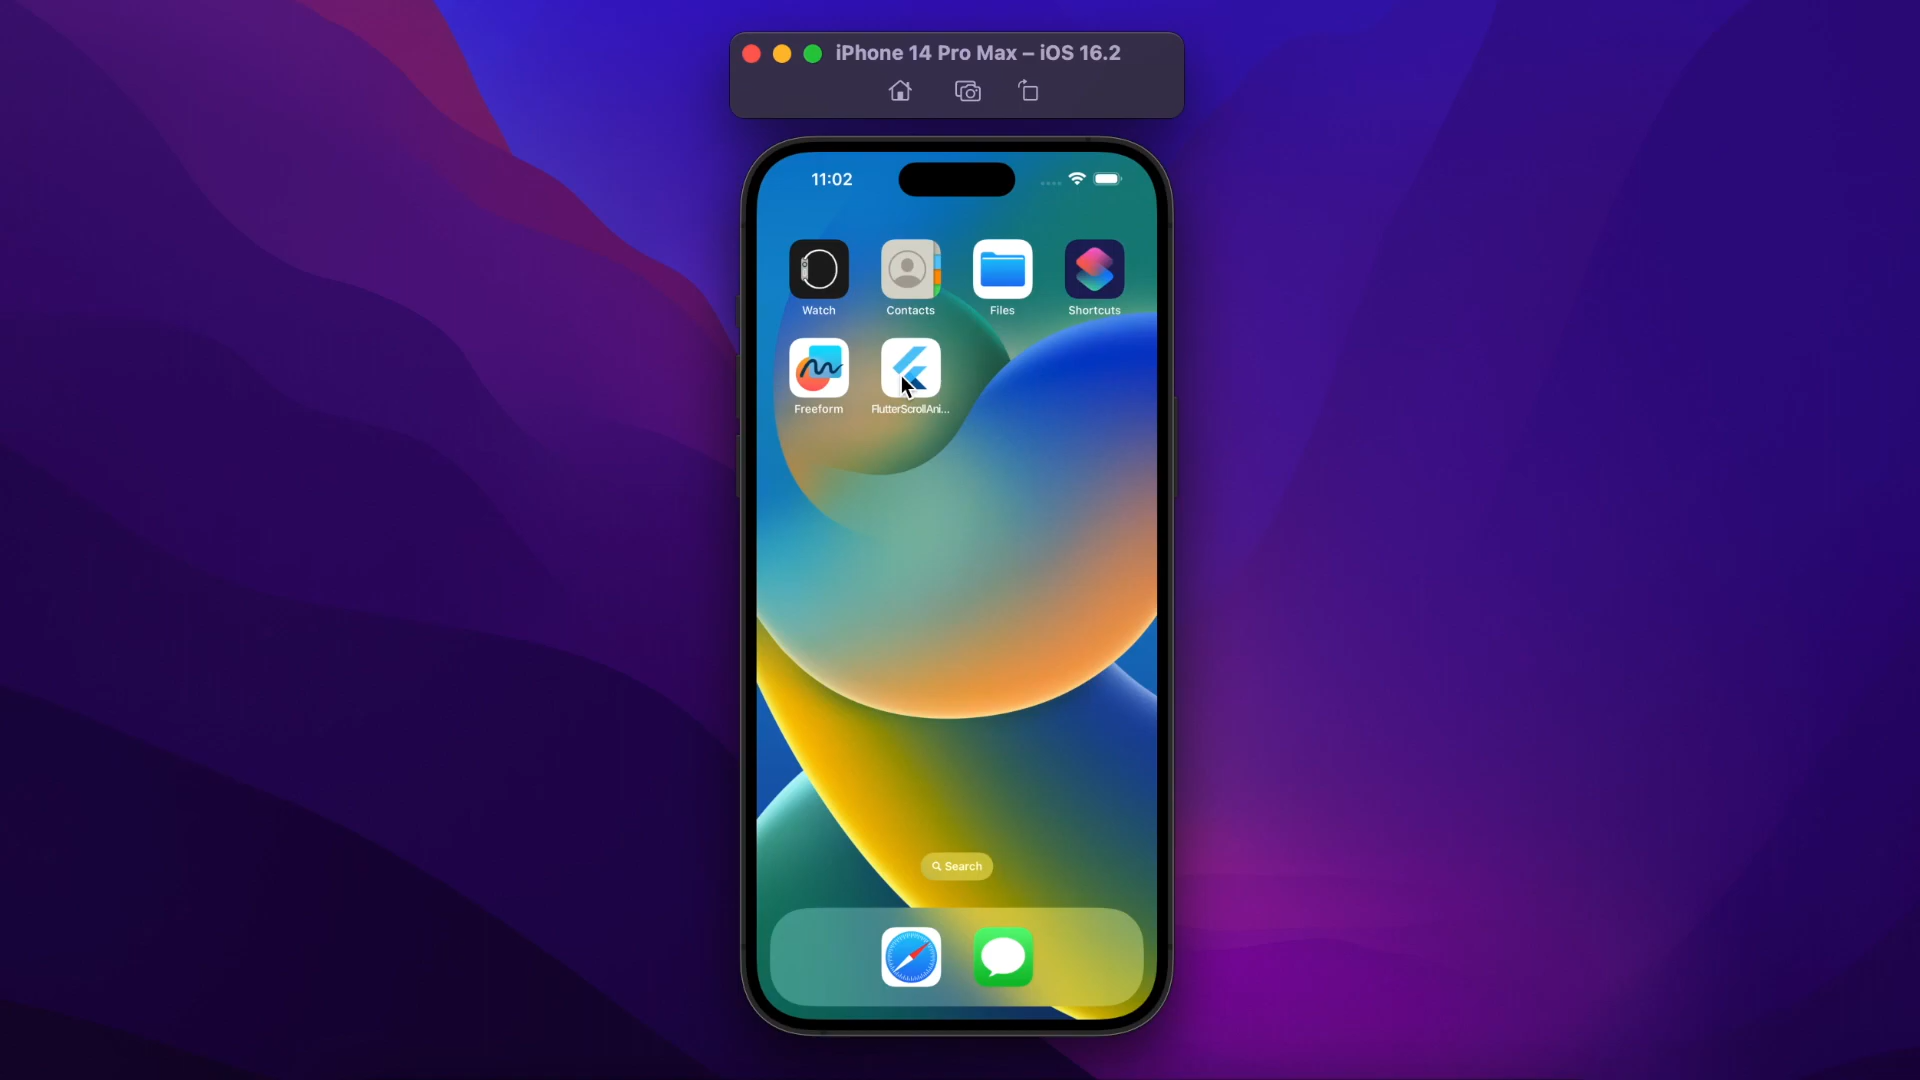 iPhone 14 Pro Max – iOS 16.2
11:02
Watch
Contacts
Files
Shortcuts
Freeform
FlutterScrollAni...
Search